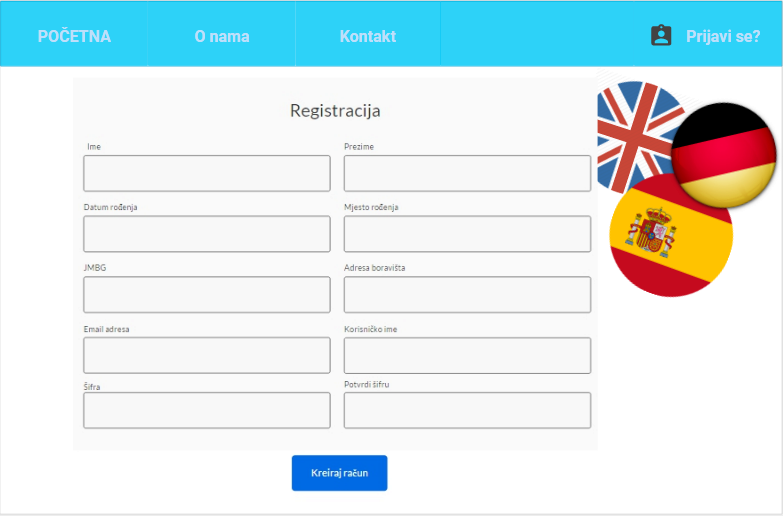 POČETNA O nama Kontakt Prijavi se?
Registracija
Ime Prezime
Datum rođenja Mjesto rođenja
JMBG Adresa boravišta
Email adresa Korisničko ime
Šifra Potvrdi šifru
Kreiraj račun